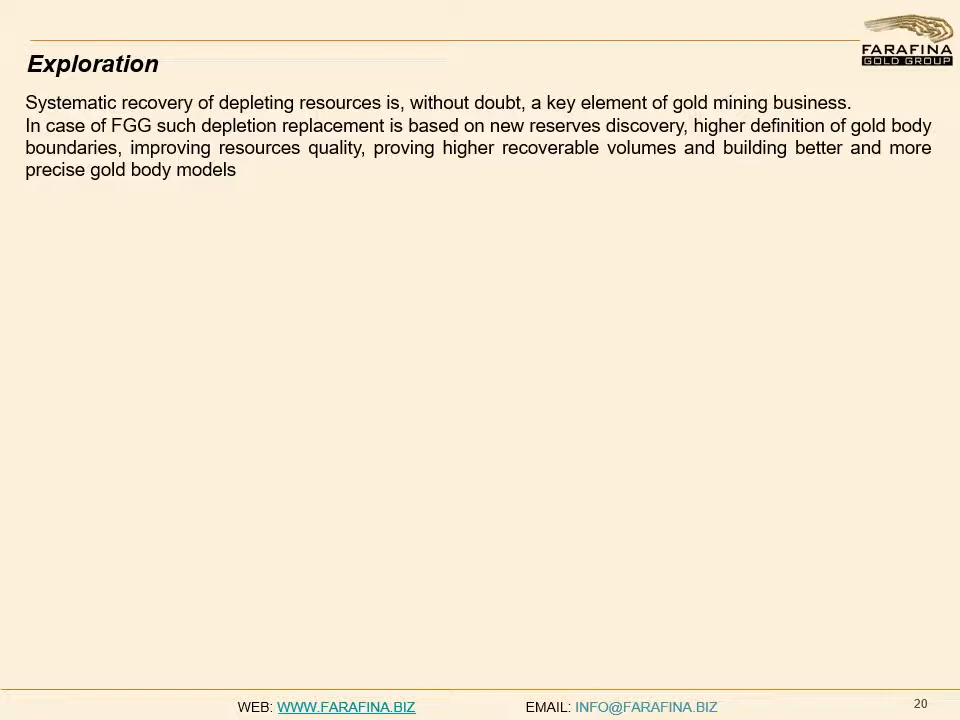 FARAFINA
GOLD GROUP
Exploration
Systematic recovery of depleting resources is, without doubt, a key element of gold mining business.
In case of FGG such depletion replacement is based on new reserves discovery, higher definition of gold body
boundaries, improving resources quality, proving higher recoverable volumes and building better and more
precise gold body models
WEB: WWW.FARAFINA.BIZ EMAIL: INFO@FARAFINA.BIZ 20